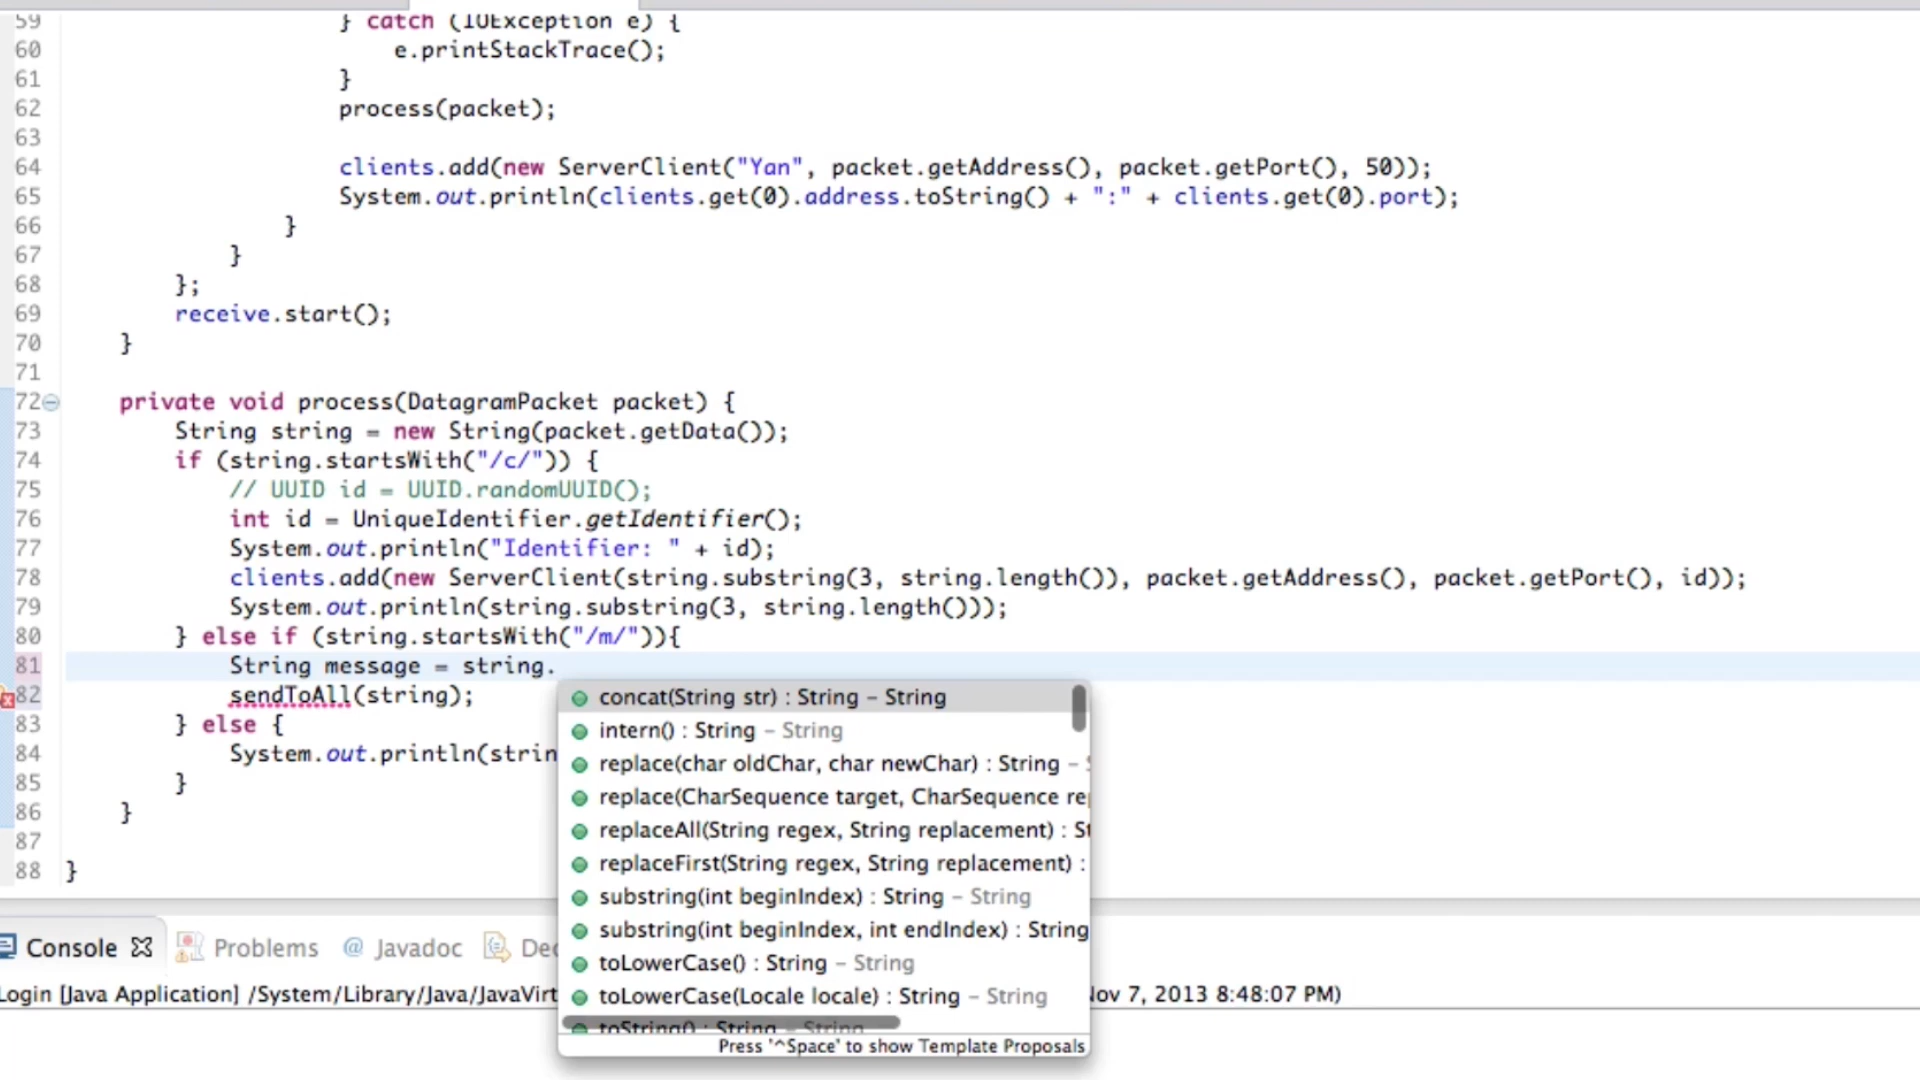 59 } catch (IOException e) {
60 e.printStackTrace();
61 }
62 process(packet);
63
64 clients.add(new ServerClient("Yan", packet.getAddress(), packet.getPort(), 50));
65 System.out.println(clients.get(0).address.toString() + ":" + clients.get(0).port);
66 }
67 }
68 };
69 receive.start();
70 }
71
72 private void process(DatagramPacket packet) {
73 String string = new String(packet.getData());
74 if (string.startsWith("/c/")) {
75 // UUID id = UUID.randomUUID();
76 int id = UniqueIdentifier.getIdentifier();
77 System.out.println("Identifier: " + id);
78 clients.add(new ServerClient(string.substring(3, string.length()), packet.getAddress(), packet.getPort(), id));
79 System.out.println(string.substring(3, string.length()));
80 } else if (string.startsWith("/m/")){
81 String message = string.
82 sendToAll(string);
83 } else {
84 System.out.println(strin
85 }
86 }
87
88 }
concat(String str) : String – String
intern() : String – String
replace(char oldChar, char newChar) : String – S
replace(CharSequence target, CharSequence rep
replaceAll(String regex, String replacement) : St
replaceFirst(String regex, String replacement) :
substring(int beginIndex) : String – String
substring(int beginIndex, int endIndex) : String
toLowerCase() : String – String
toLowerCase(Locale locale) : String – String
toString() : String – String
Press '^Space' to show Template Proposals
Console Problems @ Javadoc Dec
Login [Java Application] /System/Library/Java/JavaVirt Nov 7, 2013 8:48:07 PM)